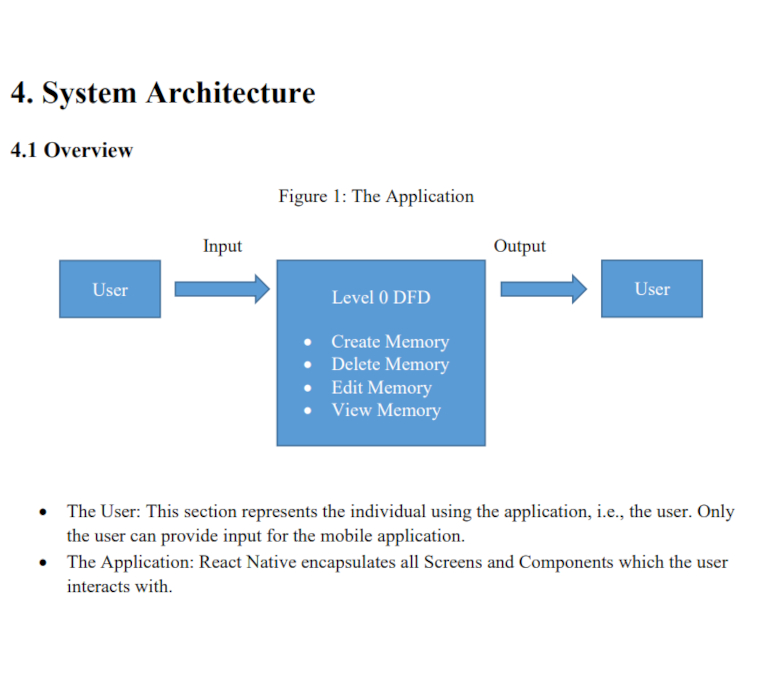 4. System Architecture
4.1 Overview
Figure 1: The Application
Input
Output
User
Level 0 DFD
• Create Memory
• Delete Memory
• Edit Memory
• View Memory
User
• The User: This section represents the individual using the application, i.e., the user. Only
the user can provide input for the mobile application.
• The Application: React Native encapsulates all Screens and Components which the user
interacts with.